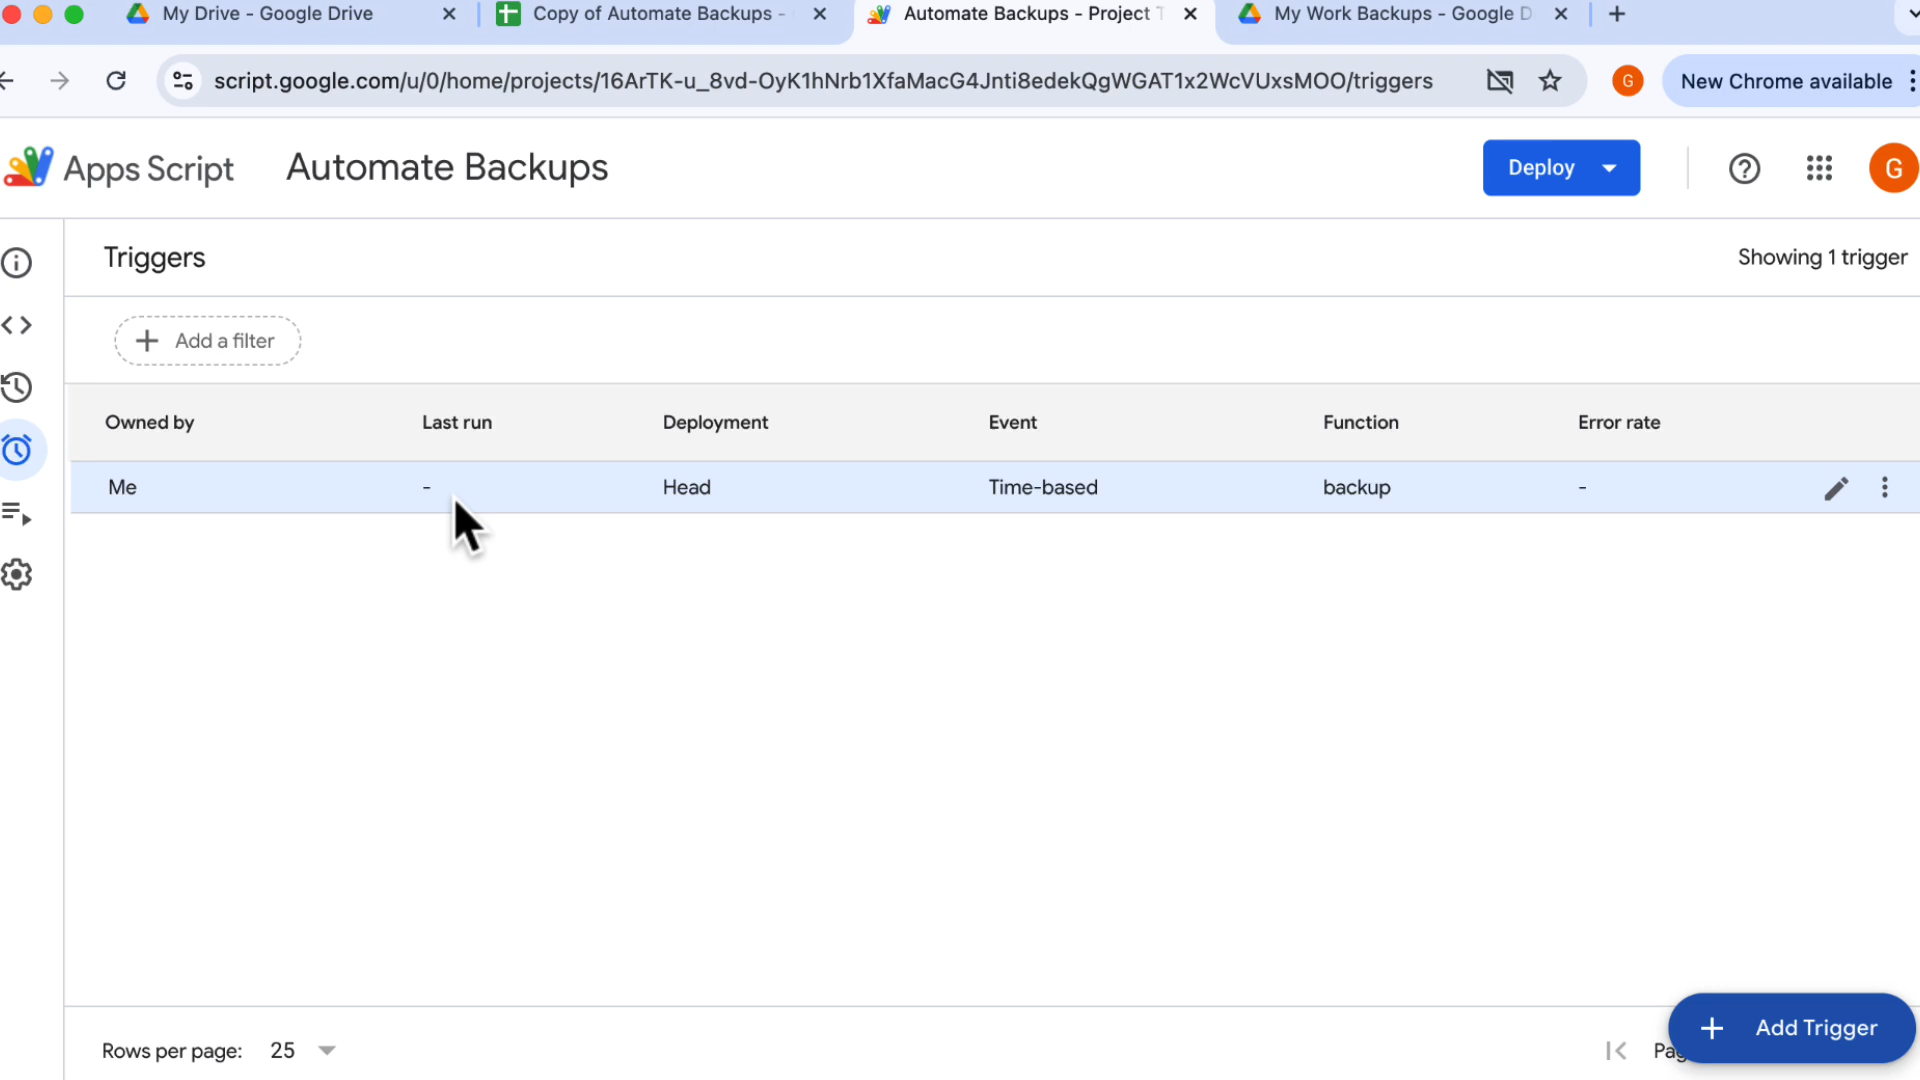 My Drive - Google Drive
Copy of Automate Backups -
Automate Backups - Project
My Work Backups - Google D
script.google.com/u/0/home/projects/16ArTK-u_8vd-OyK1hNrb1XfaMacG4Jnti8edekQgWGAT1x2WcVUxsMOO/triggers
G
New Chrome available
Apps Script
Automate Backups
Deploy
G
Triggers
Showing 1 trigger
Add a filter
Owned by Last run Deployment Event Function Error rate
Me - Head Time-based backup -
Rows per page: 25
Add Trigger